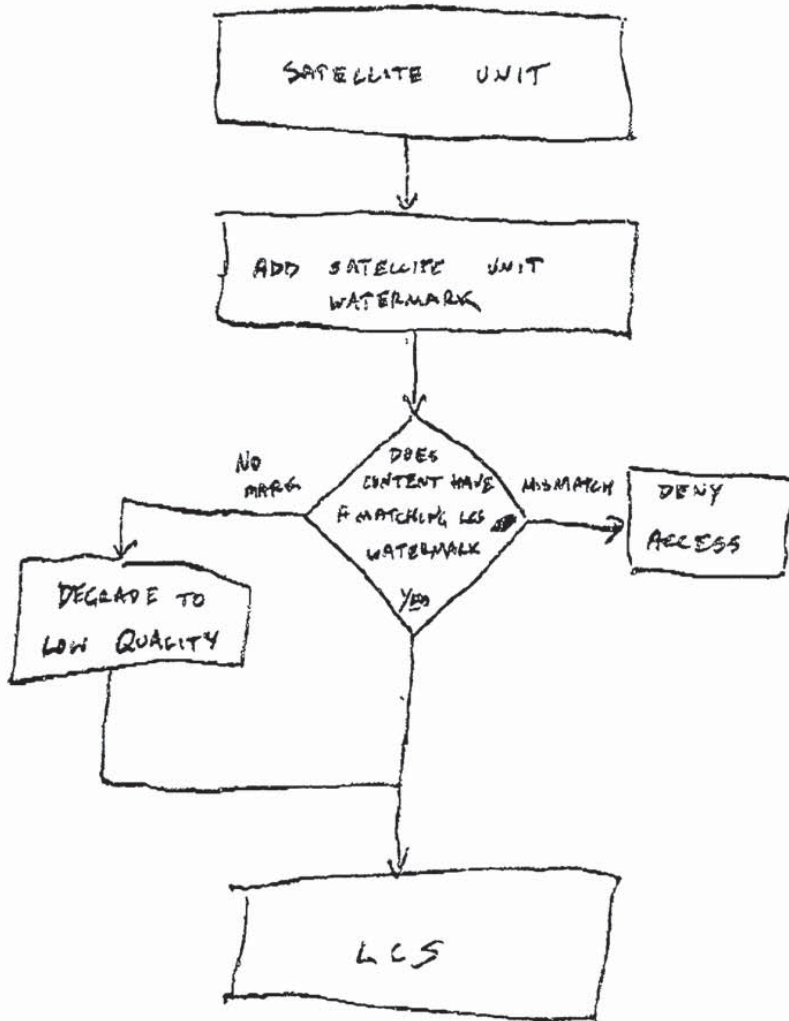 SATELLITE UNIT
ADD SATELLITE UNIT
WATERMARK
DOES
CONTENT HAVE
A MATCHING LCS
WATERMARK
YES
NO
MARK
MISMATCH
DENY
ACCESS
DEGRADE TO
LOW QUALITY
LCS